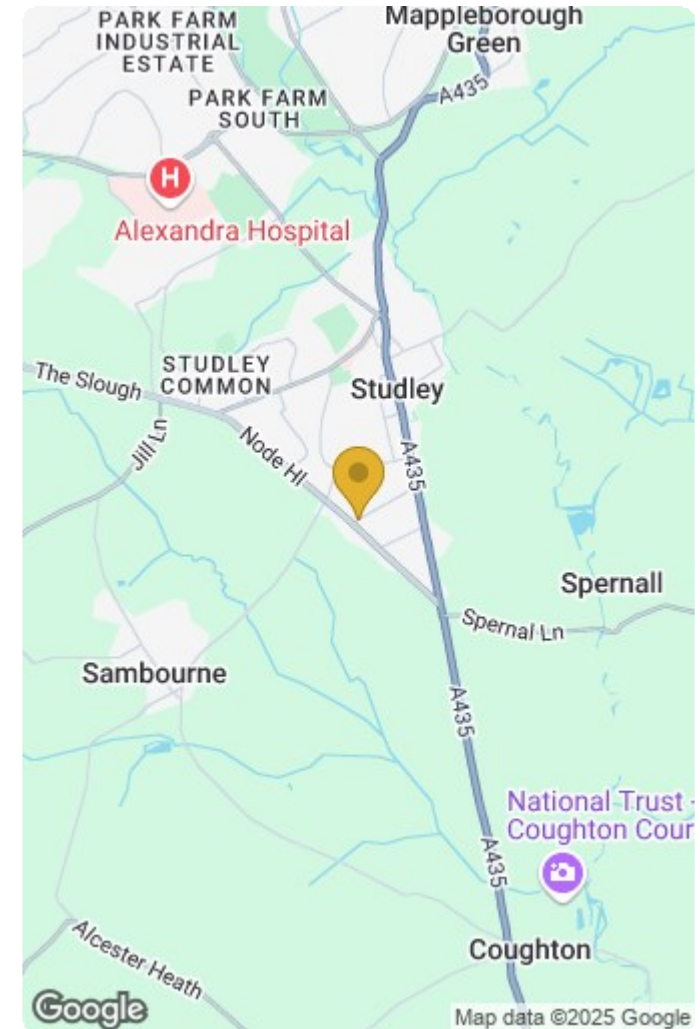 PARK FARM
INDUSTRIAL
ESTATE
Mappleborough
Green
A435
PARK FARM
SOUTH
H
Alexandra Hospital
The Slough
STUDLEY
COMMON
Studley
Jill Ln
Node Hl
A435
Spernall
Spernal Ln
Sambourne
A435
National Trust -
Coughton Cour
A435
Alcester Heath
Coughton
Google
Map data ©2025 Google